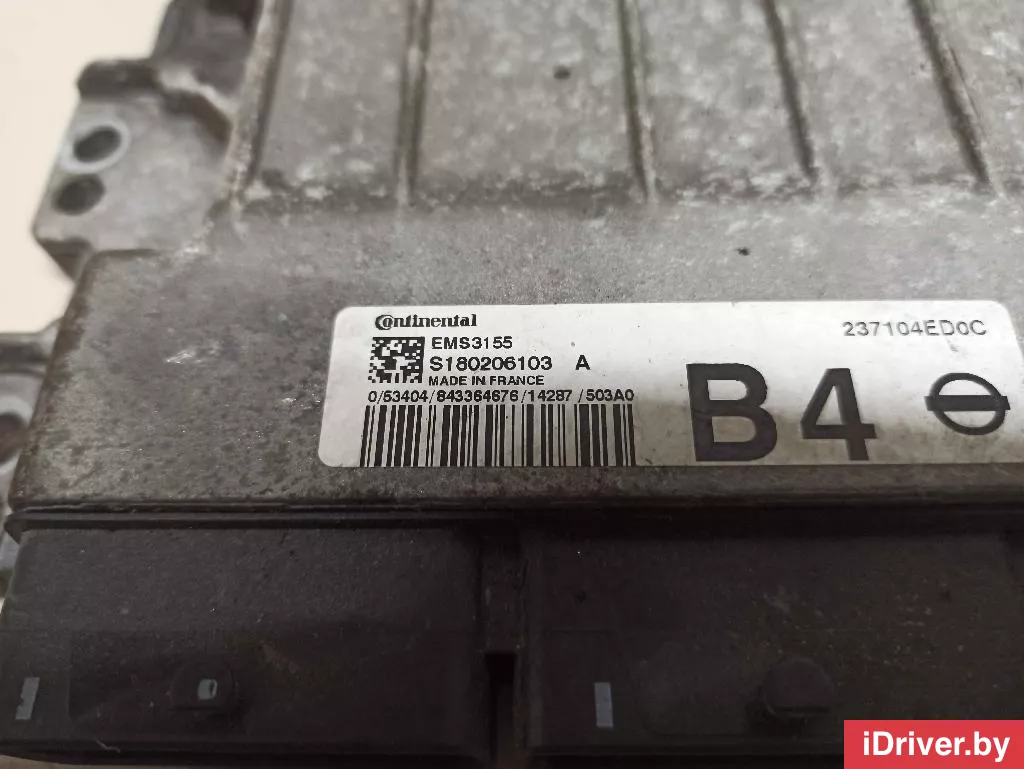 Continental
EMS3155
237104ED0C
S180206103 A
MADE IN FRANCE
0/53404/843364676/14287/503A0
B4
iDriver.by